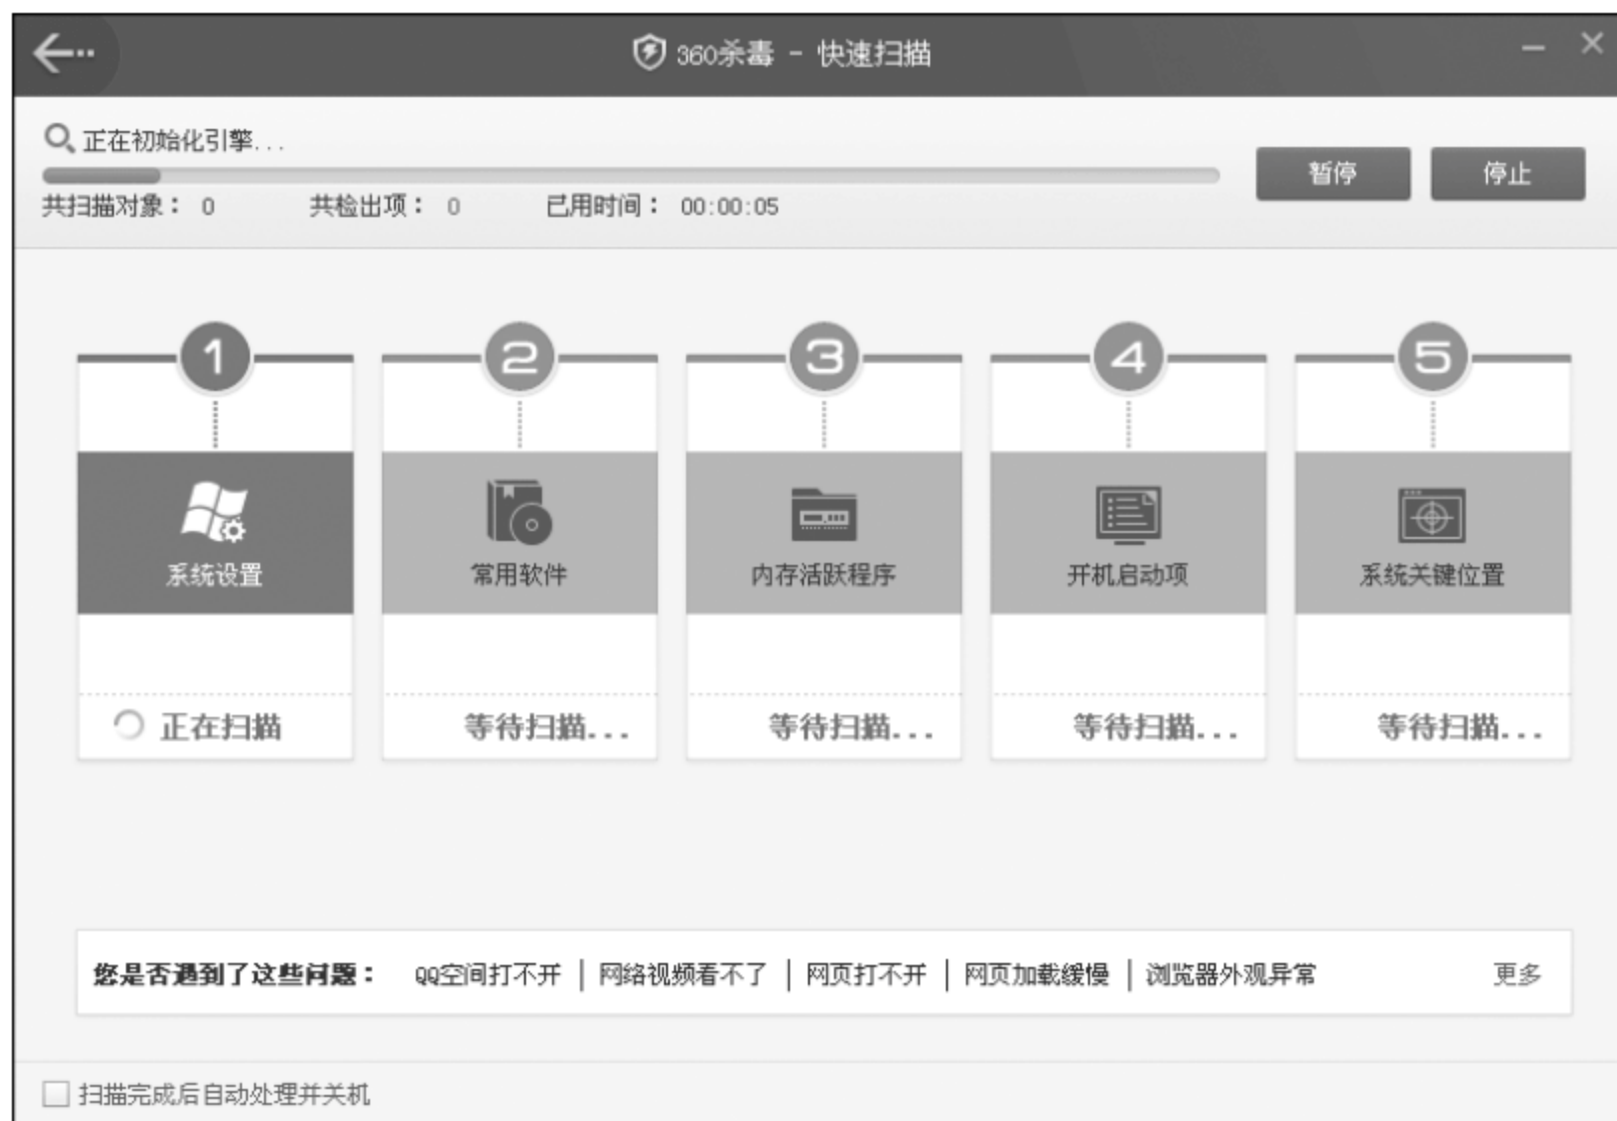 360杀毒 - 快速扫描
正在初始化引擎...
暂停 停止
共扫描对象： 0 共检出项： 0 已用时间： 00:00:05
1 2 3 4 5
系统设置 常用软件 内存活跃程序 开机启动项 系统关键位置
正在扫描 等待扫描... 等待扫描... 等待扫描... 等待扫描...
您是否遇到了这些问题： QQ空间打不开 | 网络视频看不了 | 网页打不开 | 网页加载缓慢 | 浏览器外观异常 更多
扫描完成后自动处理并关机